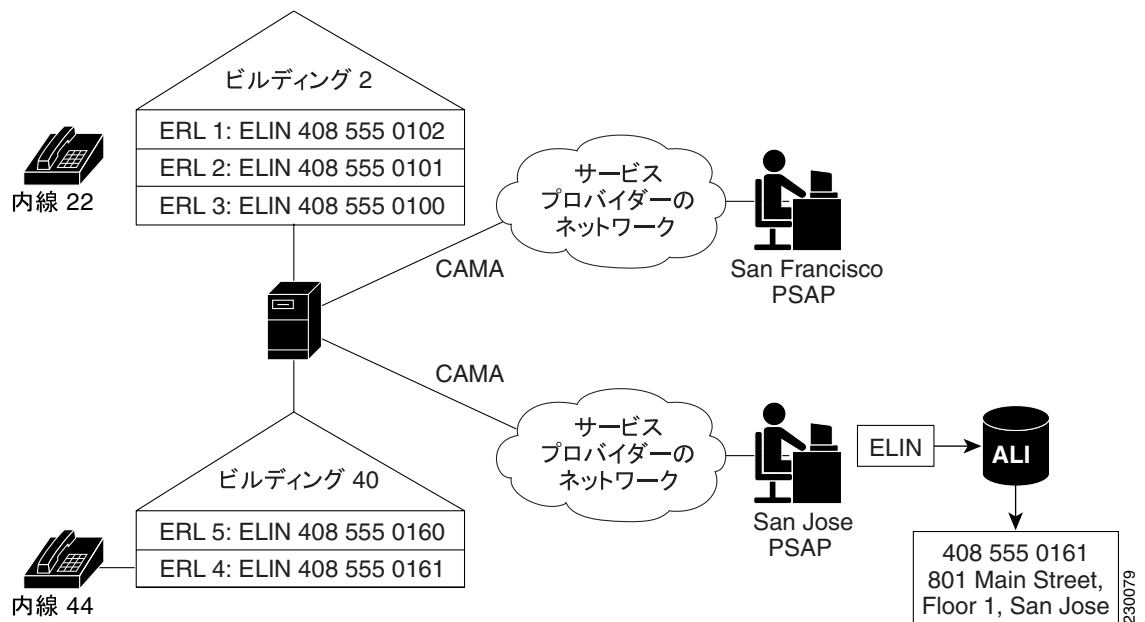 ビルディング 2
ERL 1: ELIN 408 555 0102
ERL 2: ELIN 408 555 0101
ERL 3: ELIN 408 555 0100
内線 22
サービス
プロバイダーの
ネットワーク
CAMA
San Francisco
PSAP
CAMA
サービス
プロバイダーの
ネットワーク
San Jose
PSAP
ELIN
ALI
408 555 0161
801 Main Street,
Floor 1, San Jose
ビルディング 40
ERL 5: ELIN 408 555 0160
ERL 4: ELIN 408 555 0161
内線 44
230079